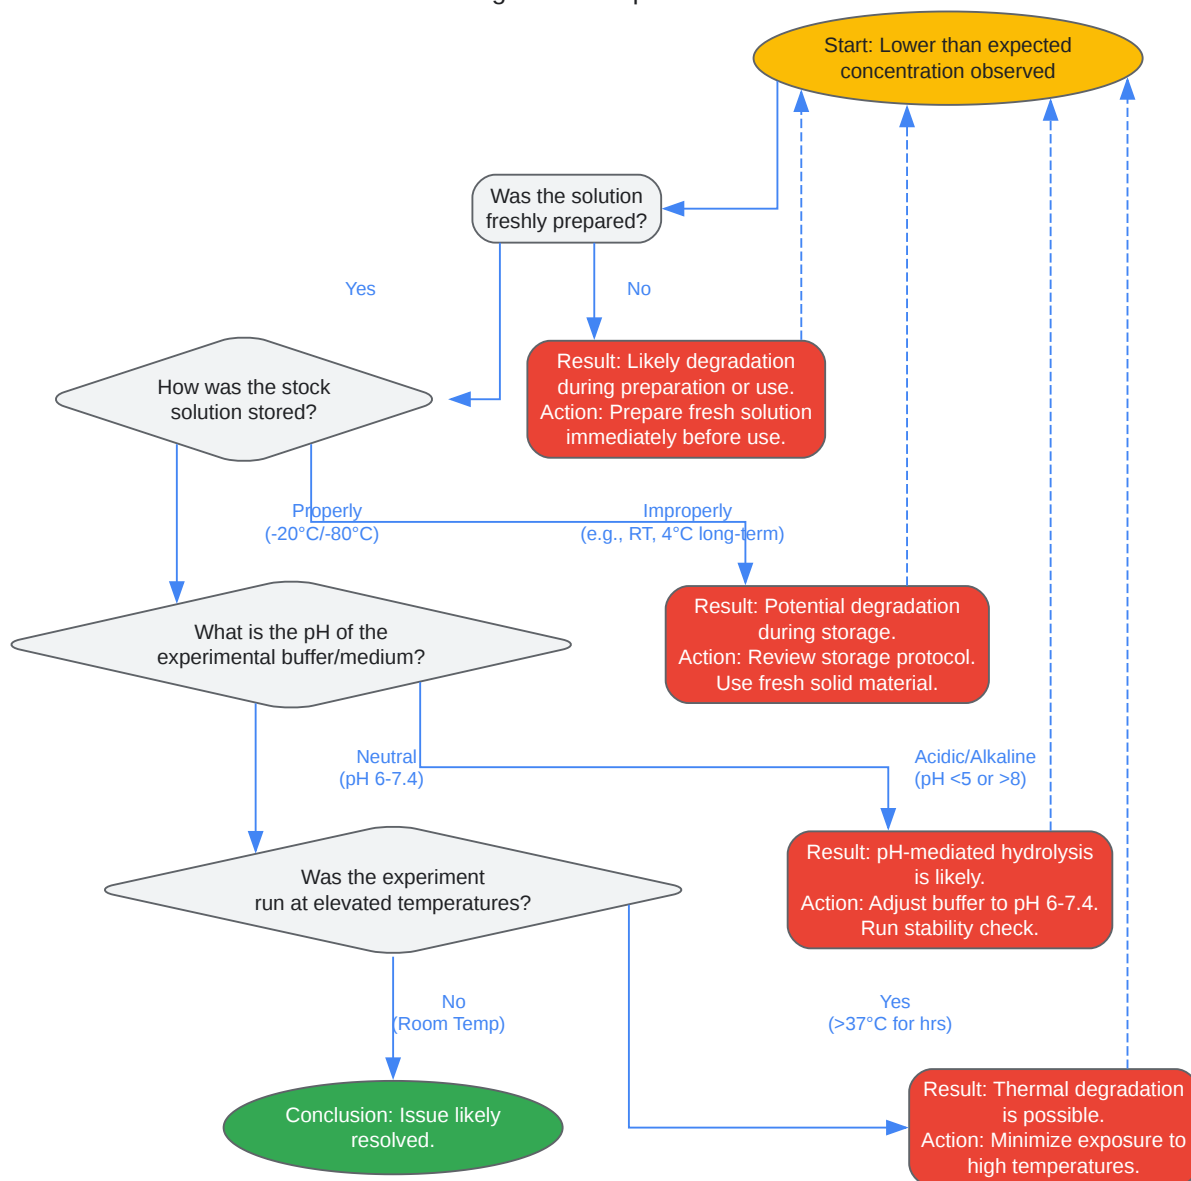 Start: Lower than expected
concentration observed
Was the solution
freshly prepared?
Yes
No
Result: Likely degradation
during preparation or use.
Action: Prepare fresh solution
immediately before use.
How was the stock
solution stored?
Properly
(-20°C/-80°C)
Improperly
(e.g., RT, 4°C long-term)
Result: Potential degradation
during storage.
Action: Review storage protocol.
Use fresh solid material.
What is the pH of the
experimental buffer/medium?
Neutral
(pH 6-7.4)
Acidic/Alkaline
(pH <5 or >8)
Result: pH-mediated hydrolysis
is likely.
Action: Adjust buffer to pH 6-7.4.
Run stability check.
Was the experiment
run at elevated temperatures?
No
(Room Temp)
Yes
(>37°C for hrs)
Conclusion: Issue likely
resolved.
Result: Thermal degradation
is possible.
Action: Minimize exposure to
high temperatures.